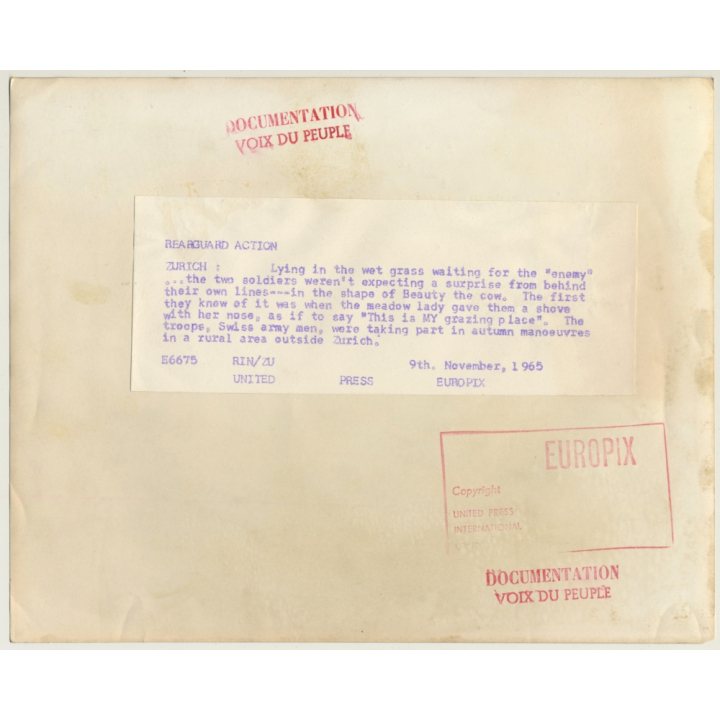 DOCUMENTATION
VOIX DU PEUPLE
REARGUARD ACTION
ZURICH : Lying in the wet grass waiting for the "enemy"
...the two soldiers weren't expecting a surprise from behind
their own lines---in the shape of Beauty the cow. The first
they knew of it was when the meadow lady gave them a shove
with her nose, as if to say "This is MY grazing place". The
troops, Swiss army men, were taking part in autumn manoeuvres
in a rural area outside Zurich.
E6675 RIN/ZU 9th. November, 1965
UNITED PRESS EUROPIX
EUROPIX
Copyright
UNITED PRESS
INTERNATIONAL
DOCUMENTATION
VOIX DU PEUPLE